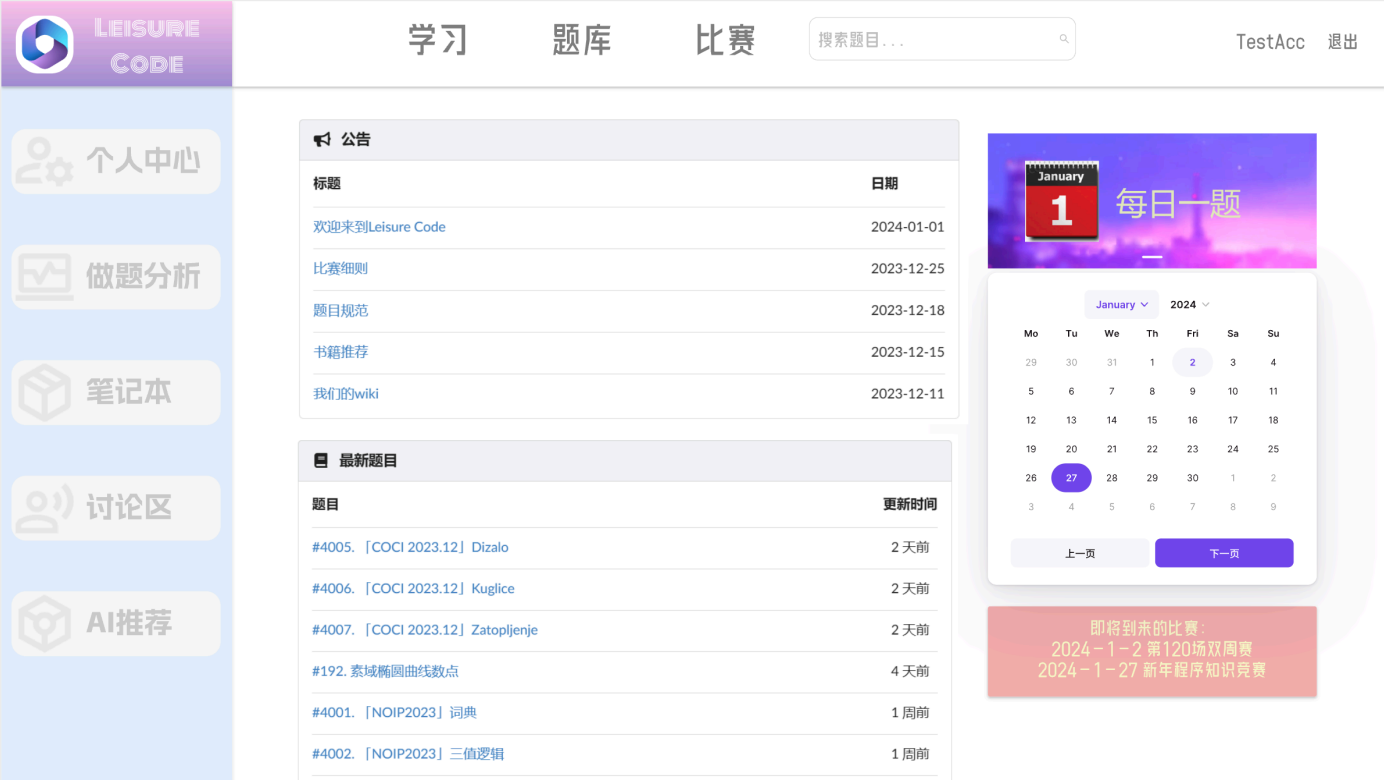 LEISURE
CODE
学习 题库 比赛 搜索题目... TestAcc 退出
个人中心
做题分析
笔记本
讨论区
AI推荐
公告
标题 日期
欢迎来到Leisure Code 2024-01-01
比赛细则 2023-12-25
题目规范 2023-12-18
书籍推荐 2023-12-15
我们的wiki 2023-12-11
最新题目
题目 更新时间
#4005.「COCI 2023.12」Dizalo 2 天前
#4006.「COCI 2023.12」Kuglice 2 天前
#4007.「COCI 2023.12」Zatopljenje 2 天前
#192. 素域椭圆曲线数点 4 天前
#4001.「NOIP2023」词典 1 周前
#4002.「NOIP2023」三值逻辑 1 周前
January
1
每日一题
January 2024
Mo Tu We Th Fri Sa Su
29 30 31 1 2 3 4
5 6 7 8 9 10 11
12 13 14 15 16 17 18
19 20 21 22 23 24 25
26 27 28 29 30 1 2
3 4 5 6 7 8 9
上一页 下一页
即将到来的比赛:
2024-1-2 第120场双周赛
2024-1-27 新年程序知识竞赛